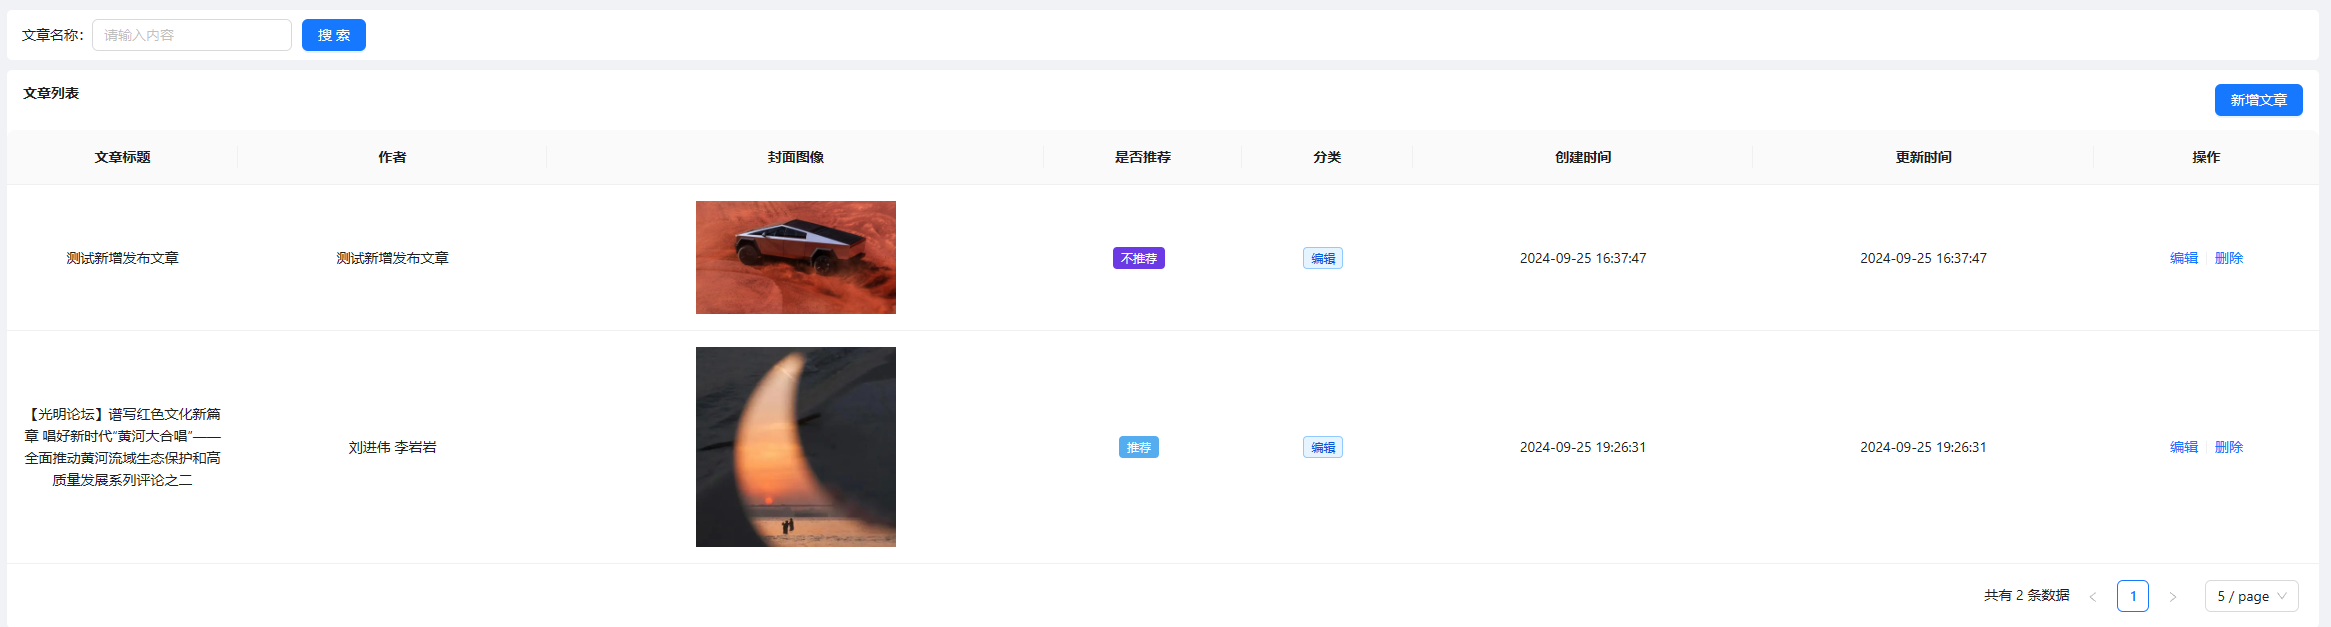 文章名称: 请输入内容 搜 索
文章列表
新增文章
文章标题 作者 封面图像 是否推荐 分类 创建时间 更新时间 操作
测试新增发布文章 测试新增发布文章 不推荐 编辑 2024-09-25 16:37:47 2024-09-25 16:37:47 编辑 删除
【光明论坛】谱写红色文化新篇
章 唱好新时代“黄河大合唱”——
全面推动黄河流域生态保护和高
质量发展系列评论之二
刘进伟 李岩岩 推荐 编辑 2024-09-25 19:26:31 2024-09-25 19:26:31 编辑 删除
共有 2 条数据 < 1 > 5 / page